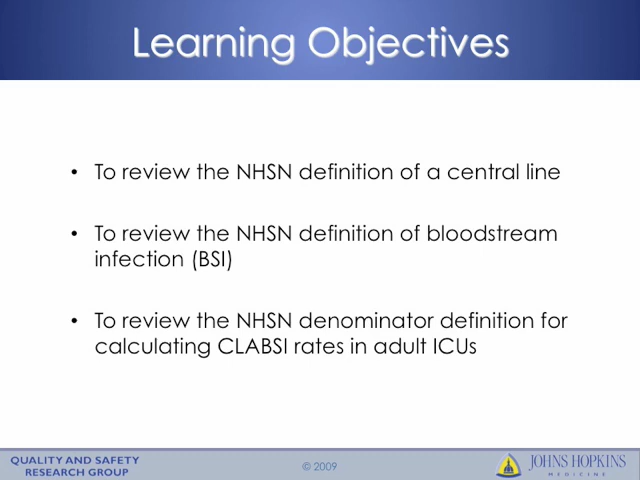 Learning Objectives
• To review the NHSN definition of a central line
• To review the NHSN definition of bloodstream
infection (BSI)
• To review the NHSN denominator definition for
calculating CLABSI rates in adult ICUs
QUALITY AND SAFETY
RESEARCH GROUP
© 2009
JOHNS HOPKINS
MEDICINE